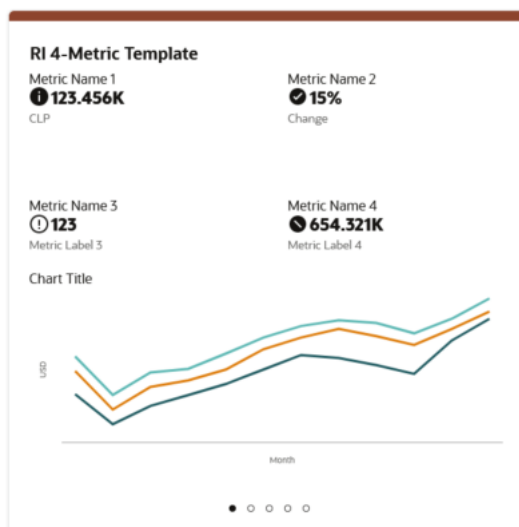 RI 4-Metric Template
Metric Name 1
123.456K
CLP
Metric Name 2
15%
Change
Metric Name 3
123
Metric Label 3
Metric Name 4
654.321K
Metric Label 4
Chart Title
USD
Month